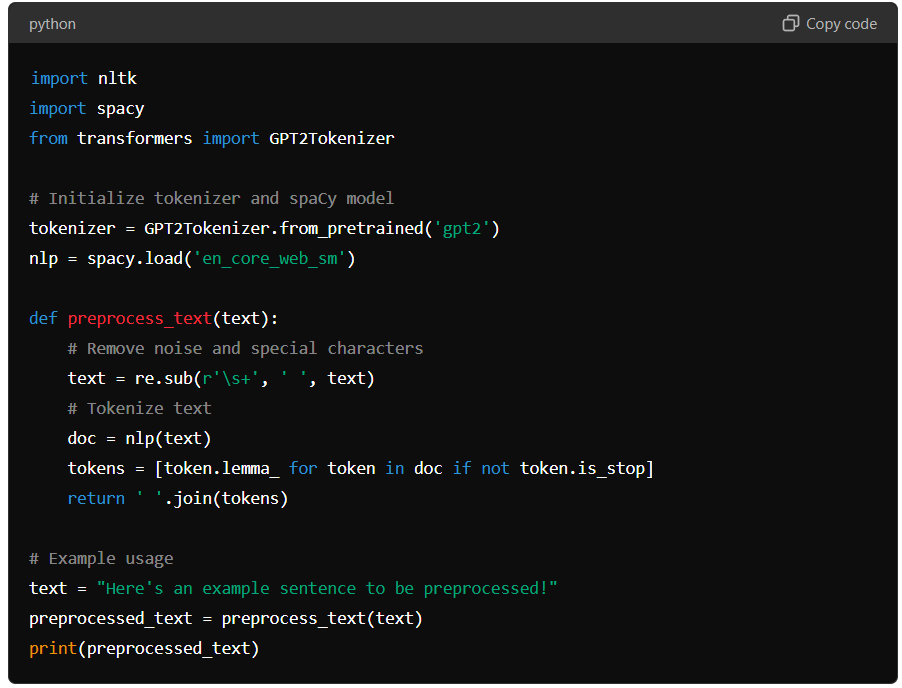 python
Copy code
import nltk
import spacy
from transformers import GPT2Tokenizer

# Initialize tokenizer and spaCy model
tokenizer = GPT2Tokenizer.from_pretrained('gpt2')
nlp = spacy.load('en_core_web_sm')

def preprocess_text(text):
    # Remove noise and special characters
    text = re.sub(r'\s+', ' ', text)
    # Tokenize text
    doc = nlp(text)
    tokens = [token.lemma_ for token in doc if not token.is_stop]
    return ' '.join(tokens)

# Example usage
text = "Here's an example sentence to be preprocessed!"
preprocessed_text = preprocess_text(text)
print(preprocessed_text)